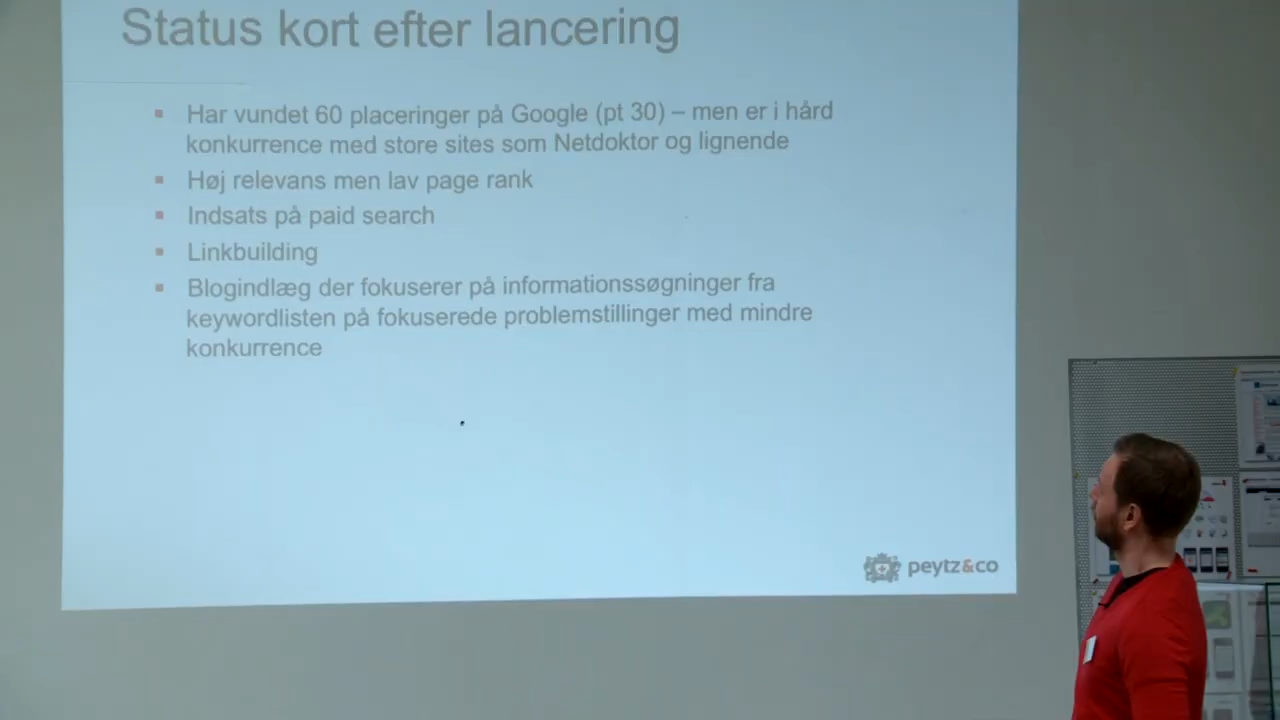 Status kort efter lancering
Har vundet 60 placeringer på Google (pt 30) – men er i hård
konkurrence med store sites som Netdoktor og lignende
Høj relevans men lav page rank
Indsats på paid search
Linkbuilding
Blogindlæg der fokuserer på informationssøgninger fra
keywordlisten på fokuserede problemstillinger med mindre
konkurrence
peytz&co